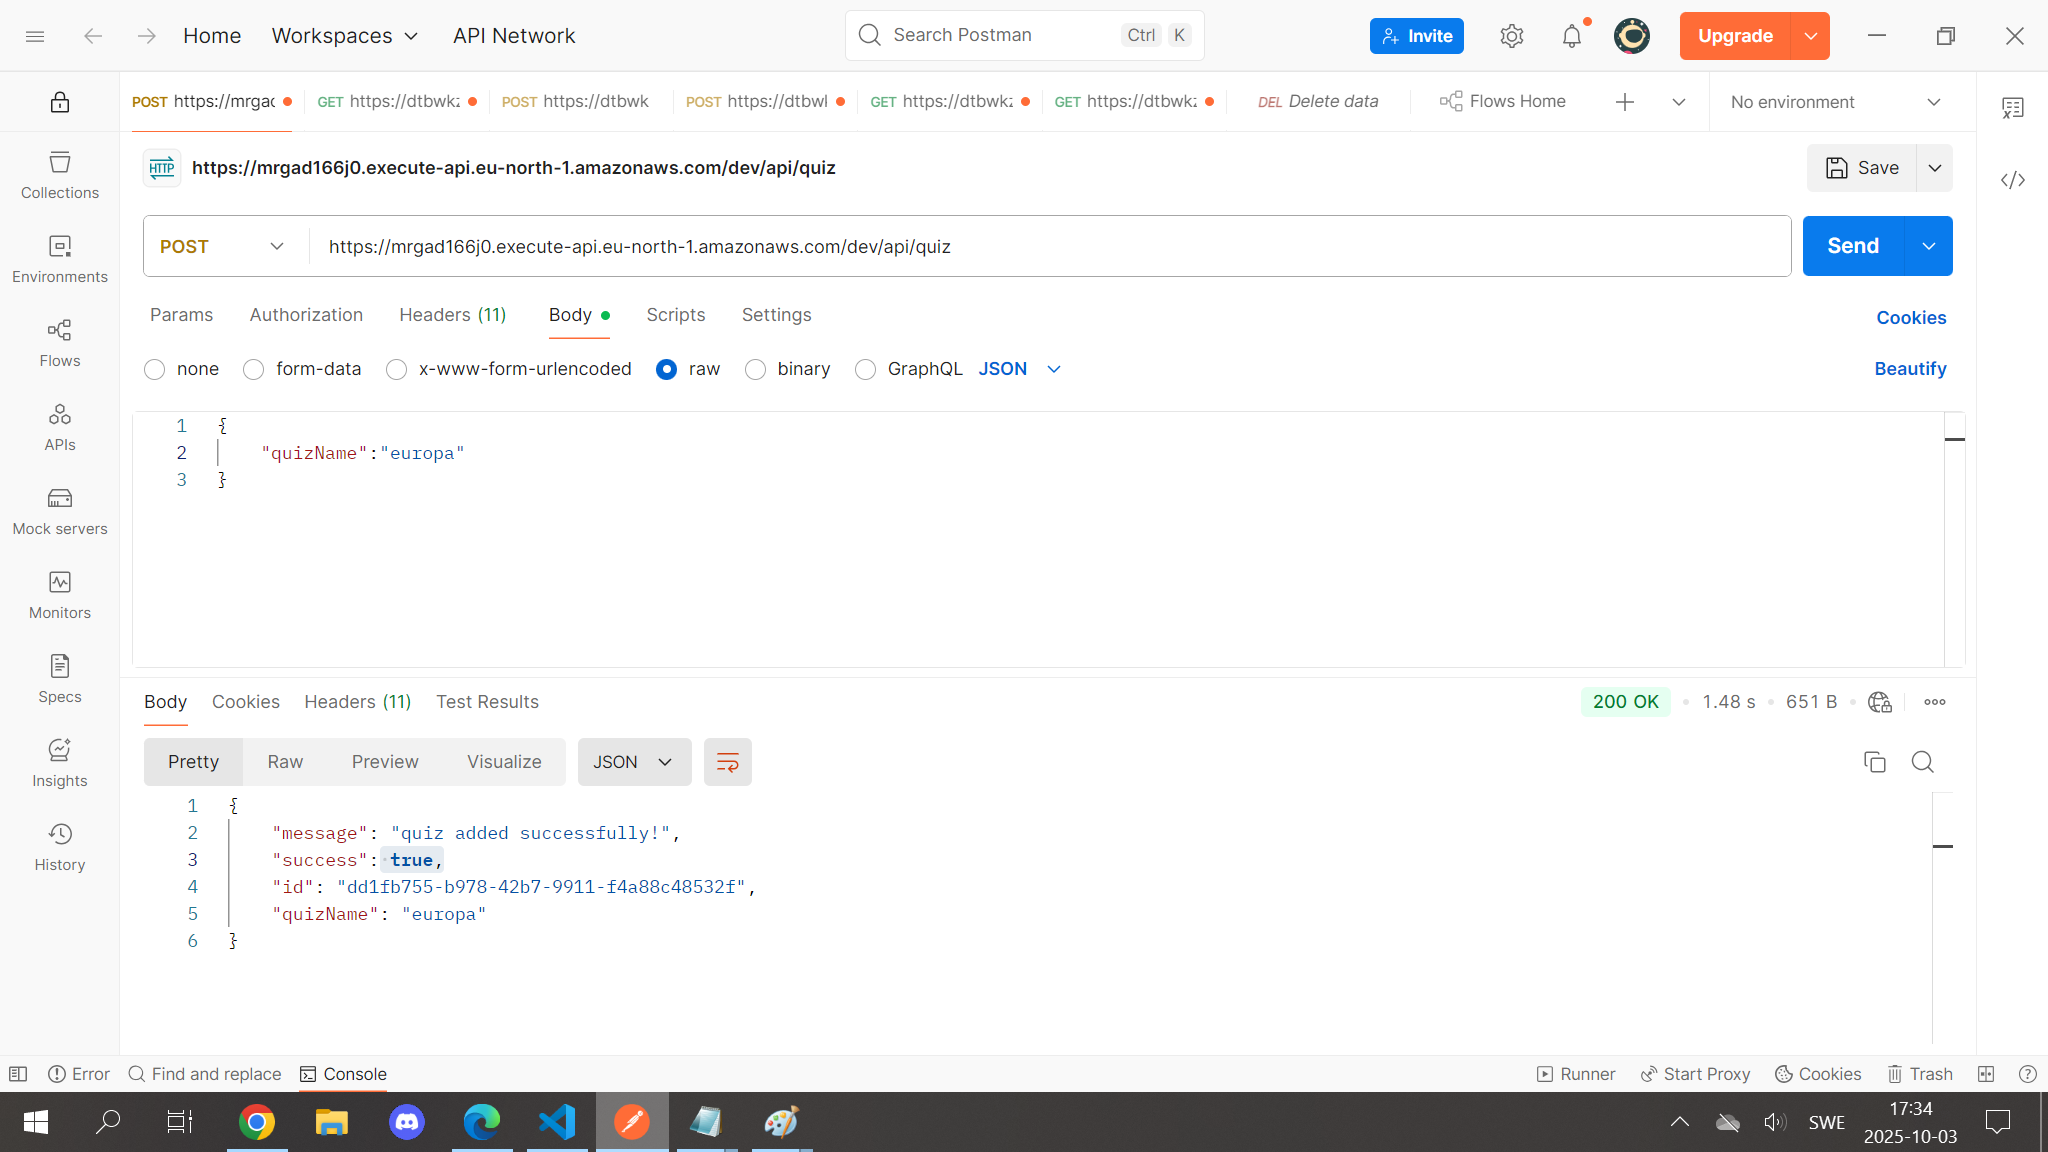 Home Workspaces API Network Search Postman Ctrl K Invite Upgrade
POST https://mrgad GET https://dtbwkz POST https://dtbwk POST https://dtbwl GET https://dtbwkz GET https://dtbwkz DEL Delete data Flows Home No environment
HTTP https://mrgad166j0.execute-api.eu-north-1.amazonaws.com/dev/api/quiz Save
Collections
POST https://mrgad166j0.execute-api.eu-north-1.amazonaws.com/dev/api/quiz Send
Environments
Params Authorization Headers (11) Body Scripts Settings Cookies
Flows
none form-data x-www-form-urlencoded raw binary GraphQL JSON Beautify
APIs
1 {
2 "quizName":"europa"
3 }
Mock servers
Monitors
Specs
Body Cookies Headers (11) Test Results 200 OK 1.48 s 651 B
Pretty Raw Preview Visualize JSON
Insights
1 {
2 "message": "quiz added successfully!",
3 "success": true,
4 "id": "dd1fb755-b978-42b7-9911-f4a88c48532f",
5 "quizName": "europa"
6 }
History
Error Find and replace Console Runner Start Proxy Cookies Trash
SWE 17:34
2025-10-03